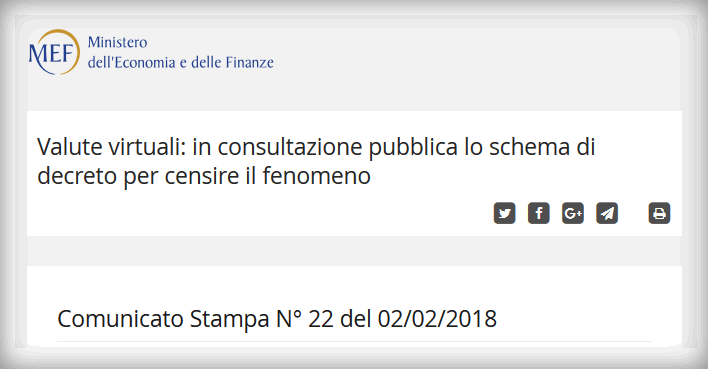 MEF
Ministero
dell'Economia e delle Finanze
Valute virtuali: in consultazione pubblica lo schema di
decreto per censire il fenomeno
Comunicato Stampa N° 22 del 02/02/2018